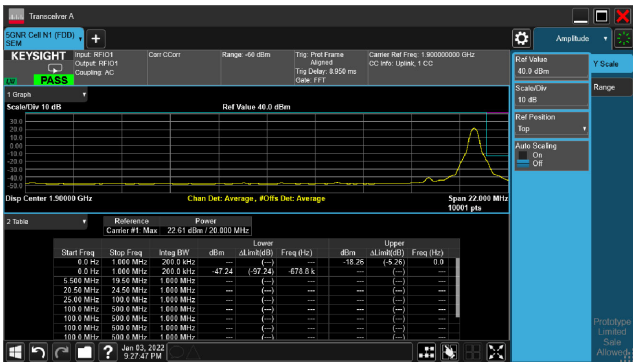 Transceiver A
5GNR Cell N1 (FDD)
SEM
Amplitude
KEYSIGHT
Input: RFIO1
Output: RFIO1
Coupling: AC
Corr CCorr
Range: -60 dBm
Trig: Prot Frame
Aligned
Trig Delay: 8.950 ms
Gate: FFT
Carrier Ref Freq: 1.900000000 GHz
CC Info: Uplink, 1 CC
PASS
1 Graph
Scale/Div 10 dB
Ref Value 40.0 dBm
30.0
20.0
10.0
0.00
-10.0
-20.0
-30.0
-40.0
-50.0
Disp Center 1.90000 GHz
Chan Det: Average, #Offs Det: Average
Span 22.000 MHz
10001 pts
2 Table
Reference Power
Carrier #1: Max 22.61 dBm / 20.000 MHz
Lower Upper
Start Freq Stop Freq Integ BW dBm ΔLimit(dB) Freq (Hz) dBm ΔLimit(dB) Freq (Hz)
0.0 Hz 1.000 MHz 200.0 kHz --- (---) --- -18.26 (-5.26) 0.0
0.0 Hz 1.000 MHz 200.0 kHz -47.24 (-97.24) -678.8 k --- (---) ---
5.500 MHz 19.50 MHz 1.000 MHz --- (---) --- --- (---) ---
20.50 MHz 24.50 MHz 1.000 MHz --- (---) --- --- (---) ---
25.00 MHz 100.0 MHz 1.000 MHz --- (---) --- --- (---) ---
100.0 MHz 500.0 MHz 1.000 MHz --- (---) --- --- (---) ---
100.0 MHz 500.0 MHz 1.000 MHz --- (---) --- --- (---) ---
100.0 MHz 500.0 MHz 1.000 MHz --- (---) --- --- (---) ---
100.0 MHz 500.0 MHz 1.000 MHz --- (---) --- --- (---) ---
Ref Value
40.0 dBm
Scale/Div
10 dB
Ref Position
Top
Auto Scaling
On
Off
Y Scale
Range
Prototype
Limited
Sale
Allowed
Jan 03, 2022
9:27:47 PM